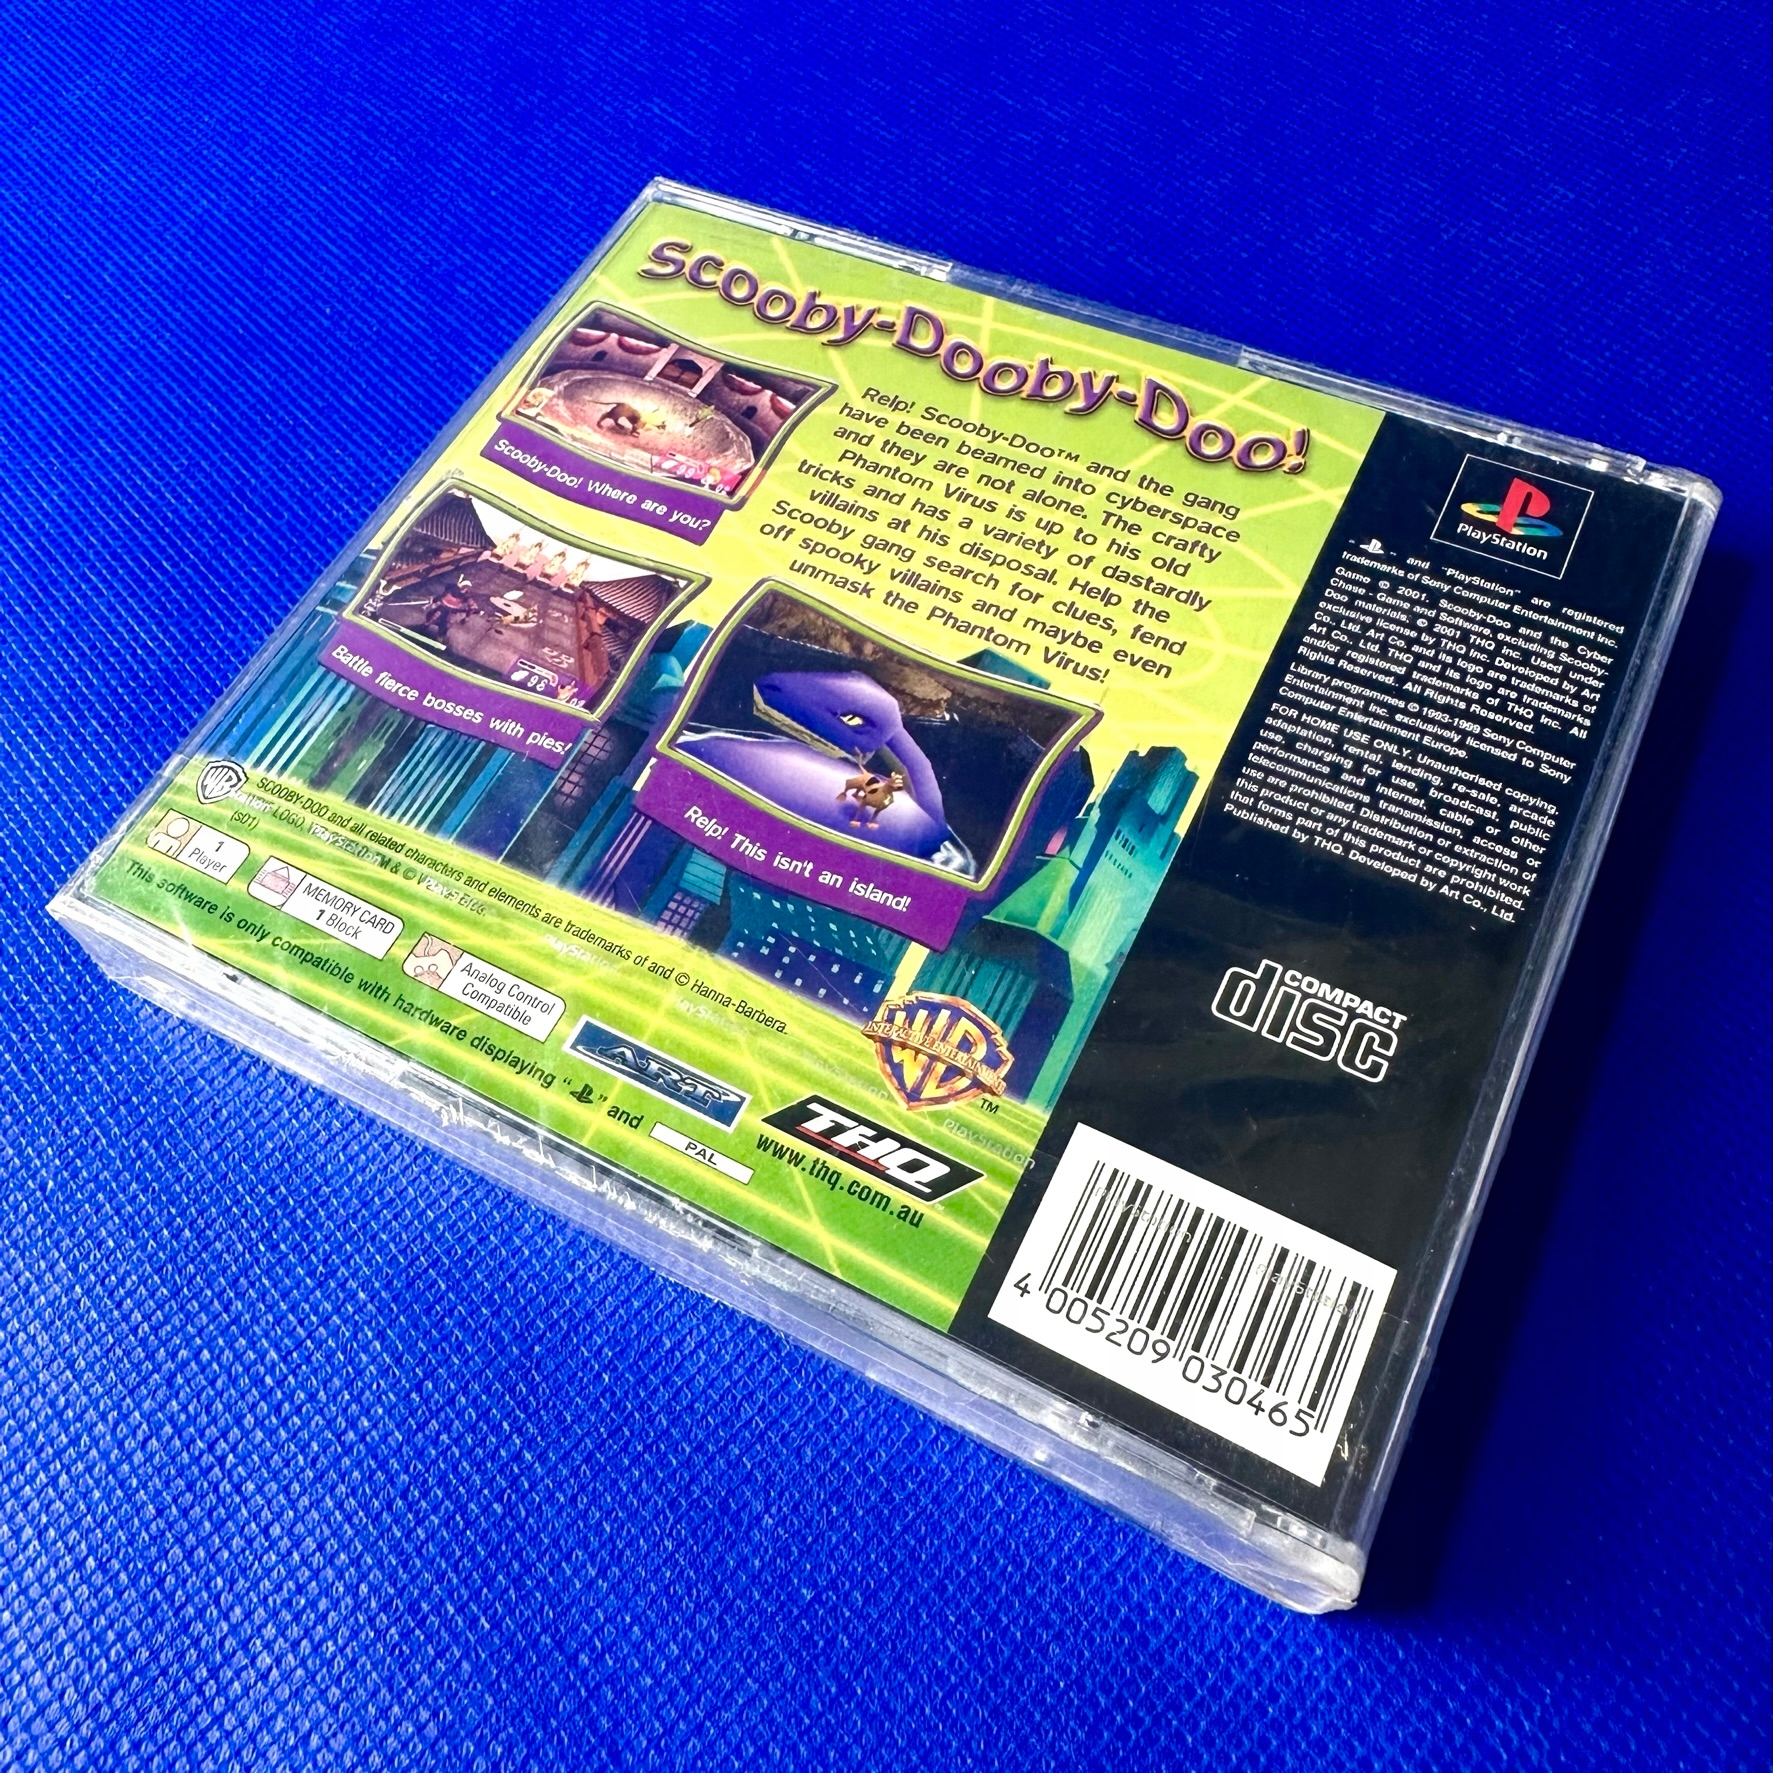 Scooby-Dooby-Doo!
Relp! Scooby-Doo™ and the gang
have been beamed into cyberspace
and they are not alone. The crafty
Phantom Virus is up to his old
tricks and has a variety of dastardly
villains at his disposal. Help the
Scooby gang search for clues, fend
off spooky villains and maybe even
unmask the Phantom Virus!
Scooby-Doo! Where are you?
Battle fierce bosses with pies!
Relp! This isn't an island!
SCOOBY-DOO and all related characters and elements are trademarks of and © Hanna-Barbera.
(s01)
1
Player
MEMORY CARD
1 Block
Analog Control
Compatible
This software is only compatible with hardware displaying " " and PAL
ART
INTERACTIVE ENTERTAINMENT
WB
TM
THQ
www.thq.com.au
PlayStation
" " and "PlayStation" are registered
trademarks of Sony Computer Entertainment Inc.
Game © 2001. Scooby-Doo and the Cyber
Chase - Game and Software, excluding Scooby-
Doo materials, © 2001 THQ Inc. Used under
exclusive license by THQ Inc. Developed by Art
Co., Ltd. Art Co. and its logo are trademarks of
Art Co., Ltd. THQ and its logo are trademarks
and/or registered trademarks of THQ Inc. All
Rights Reserved. All Rights Reserved.
Library programmes © 1993-1999 Sony Computer
Entertainment Inc. exclusively licensed to Sony
Computer Entertainment Europe.
FOR HOME USE ONLY. Unauthorised copying,
adaptation, rental, lending, re-sale, arcade
use, charging for use, broadcast, public
performance and internet, cable or other
telecommunications transmission, access or
use are prohibited. Distribution or extraction of
this product or any trademark or copyright work
that forms part of this product are prohibited.
Published by THQ. Developed by Art Co., Ltd.
COMPACT
disc
4 005209 030465